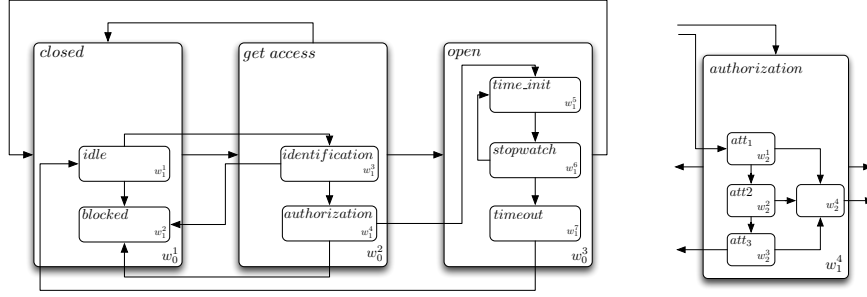 closed
idle
w_1^1
blocked
w_1^2
w_0^1
get access
identification
w_1^3
authorization
w_1^4
w_0^2
open
time_init
w_1^5
stopwatch
w_1^6
timeout
w_1^7
w_0^3
authorization
att_1
w_2^1
att2
w_2^2
w_2^4
att_3
w_2^3
w_1^4